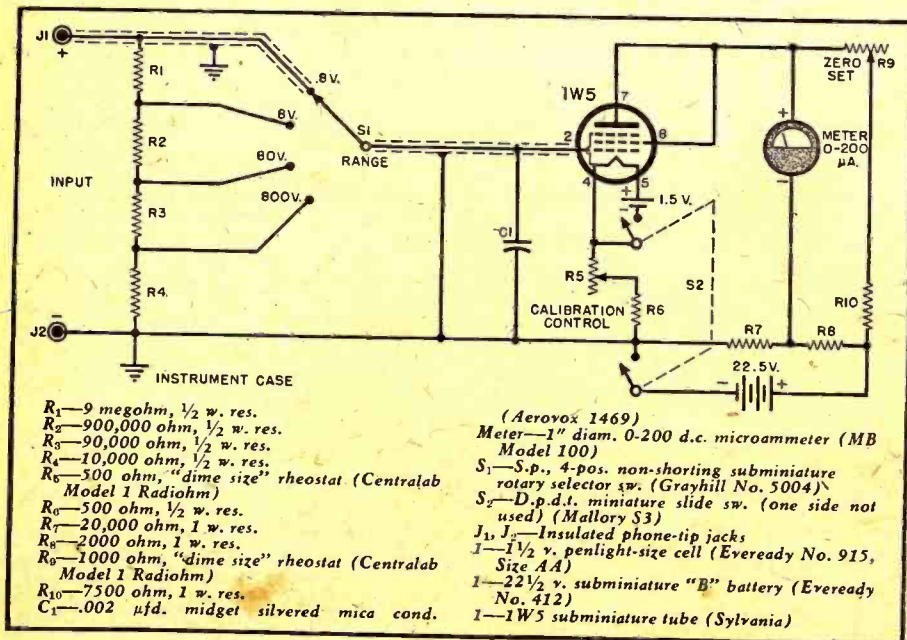 J1
+
R1
.8V.
8V.
S1
RANGE
R2
INPUT
80V.
R3
800V.
R4
J2
−
INSTRUMENT CASE
1W5
7
2
8
4
5
C1
+
−
1.5 V.
R5
CALIBRATION
CONTROL
R6
S2
ZERO
SET
R9
+
METER
0-200
μA.
−
R10
R7
R8
22.5V.
−
+
R1—9 megohm, ½ w. res.
R2—900,000 ohm, ½ w. res.
R3—90,000 ohm, ½ w. res.
R4—10,000 ohm, ½ w. res.
R5—500 ohm, "dime size" rheostat (Centralab
Model 1 Radiohm)
R6—500 ohm, ½ w. res.
R7—20,000 ohm, 1 w. res.
R8—2000 ohm, 1 w. res.
R9—1000 ohm, "dime size" rheostat (Centralab
Model 1 Radiohm)
R10—7500 ohm, 1 w. res.
C1—.002 μfd. midget silvered mica cond.
(Aerovox 1469)
Meter—1" diam. 0-200 d.c. microammeter (MB
Model 100)
S1—S.p., 4-pos. non-shorting subminiature
rotary selector sw. (Grayhill No. 5004)
S2—D.p.d.t. miniature slide sw. (one side not
used) (Mallory S3)
J1, J2—Insulated phone-tip jacks
1—1½ v. penlight-size cell (Eveready No. 915,
Size AA)
1—22½ v. subminiature "B" battery (Eveready
No. 412)
1—1W5 subminiature tube (Sylvania)